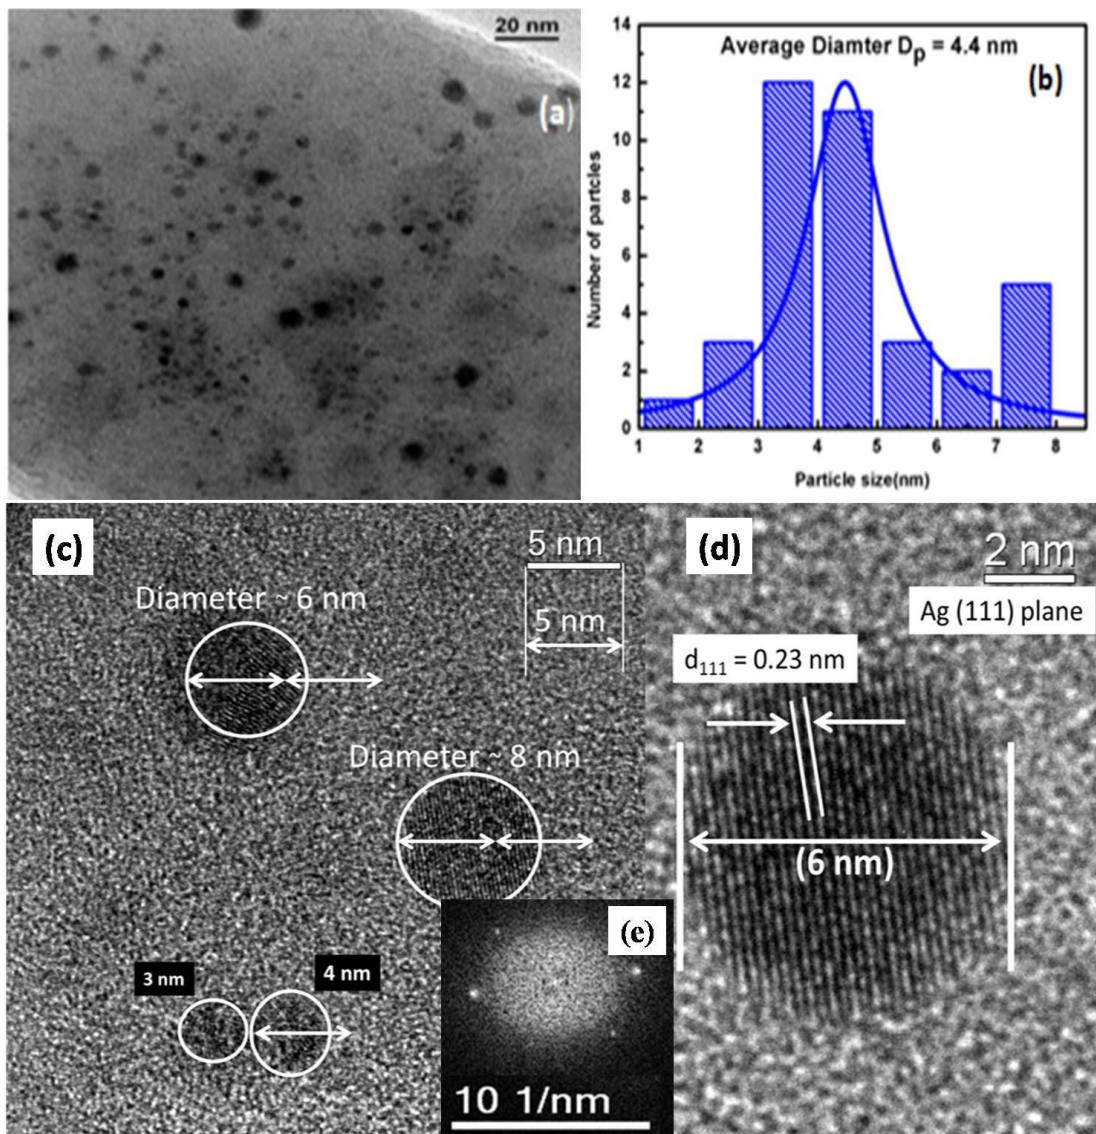 20 nm
(a)
Average Diamter Dp = 4.4 nm
(b)
Number of partcles
14
12
10
8
6
4
2
0
1 2 3 4 5 6 7 8
Particle size(nm)
(c)
5 nm
5 nm
Diameter ~ 6 nm
Diameter ~ 8 nm
3 nm
4 nm
(e)
10 1/nm
(d)
2 nm
Ag (111) plane
d111 = 0.23 nm
(6 nm)